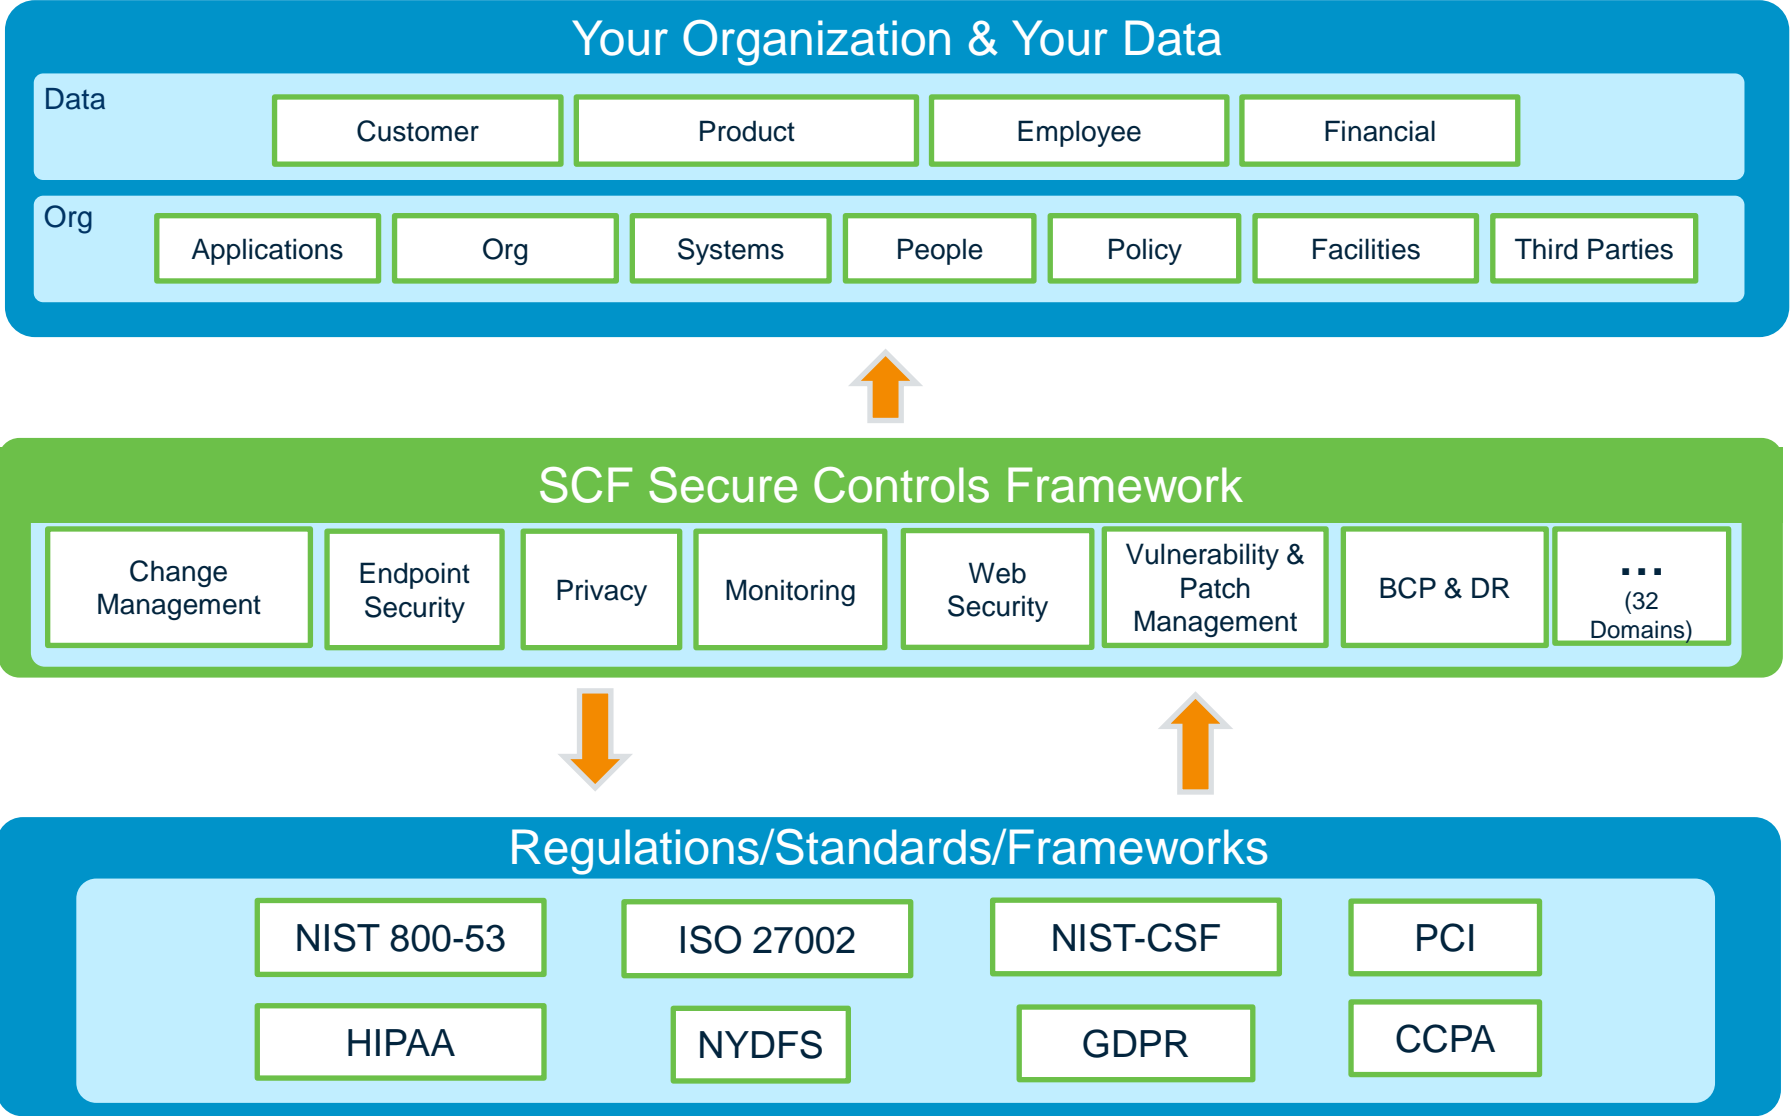 Your Organization & Your Data
Data
Customer
Product
Employee
Financial
Org
Applications
Org
Systems
People
Policy
Facilities
Third Parties
SCF Secure Controls Framework
Change
Management
Endpoint
Security
Privacy
Monitoring
Web
Security
Vulnerability &
Patch
Management
BCP & DR
...
(32
Domains)
Regulations/Standards/Frameworks
NIST 800-53
ISO 27002
NIST-CSF
PCI
HIPAA
NYDFS
GDPR
CCPA